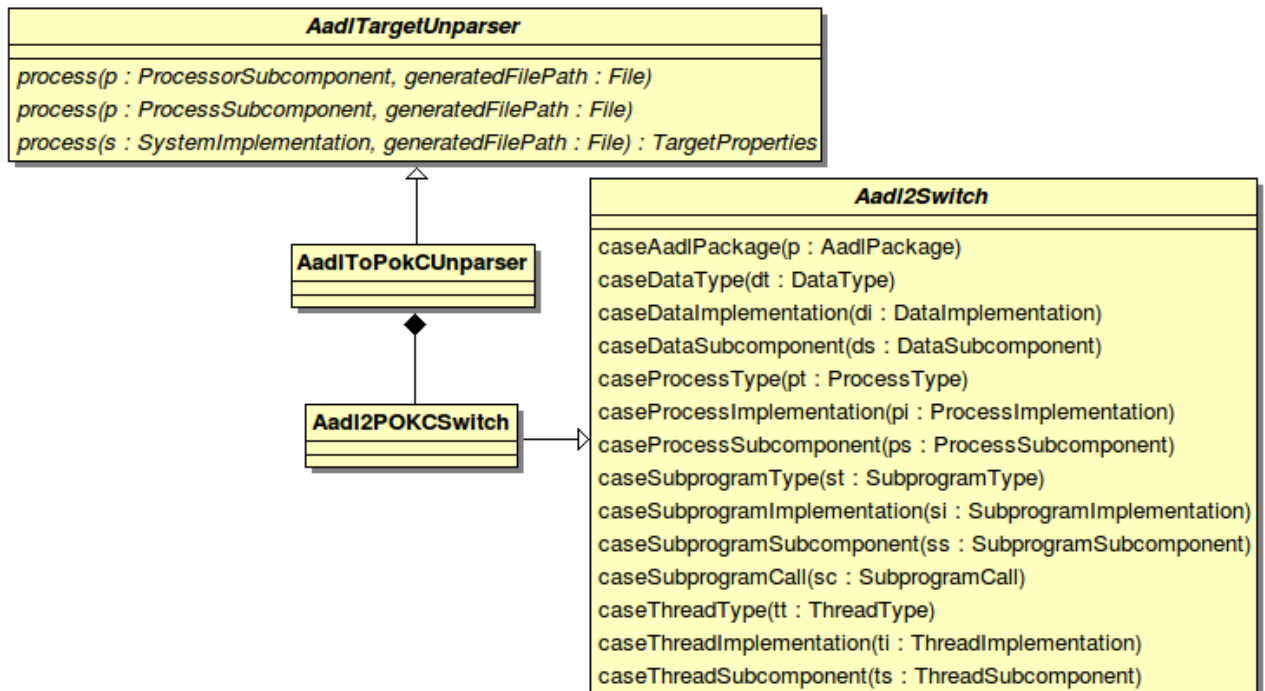 AadlTargetUnparser
process(p : ProcessorSubcomponent, generatedFilePath : File)
process(p : ProcessSubcomponent, generatedFilePath : File)
process(s : SystemImplementation, generatedFilePath : File) : TargetProperties
AadlToPokCUnparser
Aadl2POKCSwitch
Aadl2Switch
caseAadlPackage(p : AadlPackage)
caseDataType(dt : DataType)
caseDataImplementation(di : DataImplementation)
caseDataSubcomponent(ds : DataSubcomponent)
caseProcessType(pt : ProcessType)
caseProcessImplementation(pi : ProcessImplementation)
caseProcessSubcomponent(ps : ProcessSubcomponent)
caseSubprogramType(st : SubprogramType)
caseSubprogramImplementation(si : SubprogramImplementation)
caseSubprogramSubcomponent(ss : SubprogramSubcomponent)
caseSubprogramCall(sc : SubprogramCall)
caseThreadType(tt : ThreadType)
caseThreadImplementation(ti : ThreadImplementation)
caseThreadSubcomponent(ts : ThreadSubcomponent)